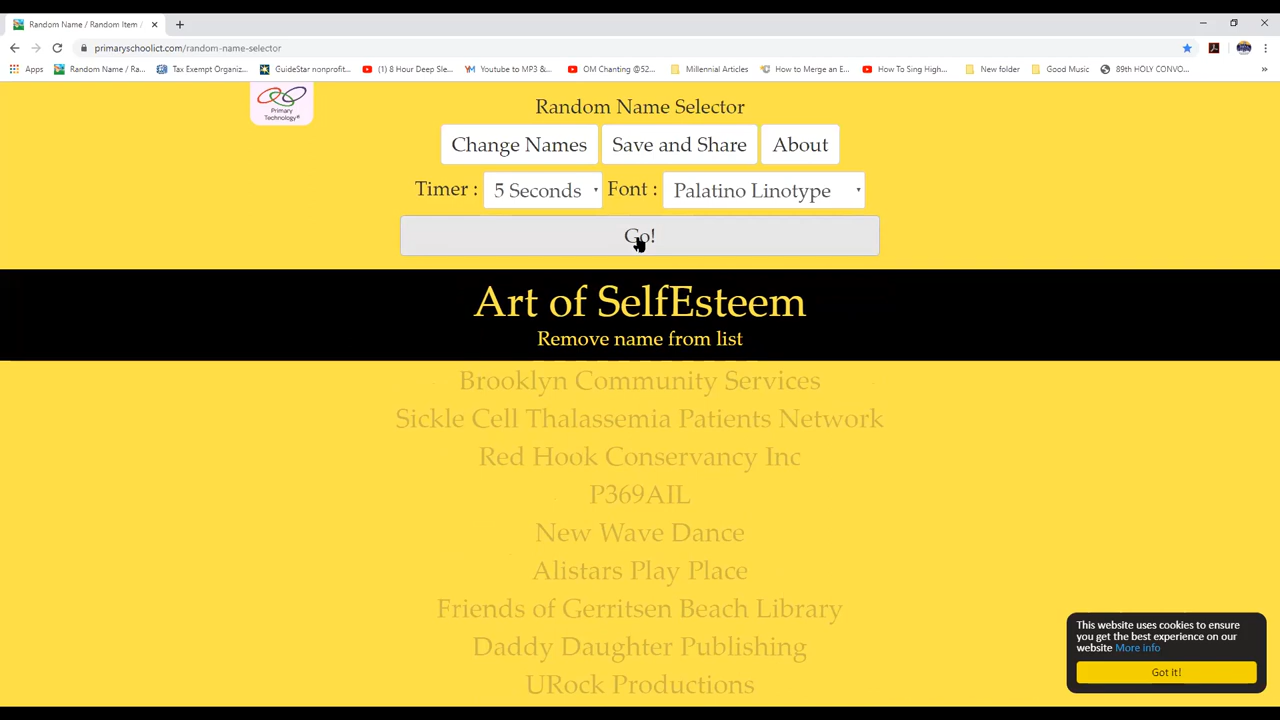 Random Name / Random Item /
primaryschoolict.com/random-name-selector
Apps
Random Name / Ra...
Tax Exempt Organiz...
GuideStar nonprofit...
(1) 8 Hour Deep Sle...
Youtube to MP3 &...
OM Chanting @52...
Millennial Articles
How to Merge an E...
How To Sing High...
New folder
Good Music
89th HOLY CONVO...
»
Primary
Technology®
Random Name Selector
Change Names
Save and Share
About
Timer : 5 Seconds Font : Palatino Linotype
Go!
Art of SelfEsteem
Remove name from list
Brooklyn Community Services
Sickle Cell Thalassemia Patients Network
Red Hook Conservancy Inc
P369AIL
New Wave Dance
Alistars Play Place
Friends of Gerritsen Beach Library
Daddy Daughter Publishing
URock Productions
This website uses cookies to ensure
you get the best experience on our
website More info
Got it!